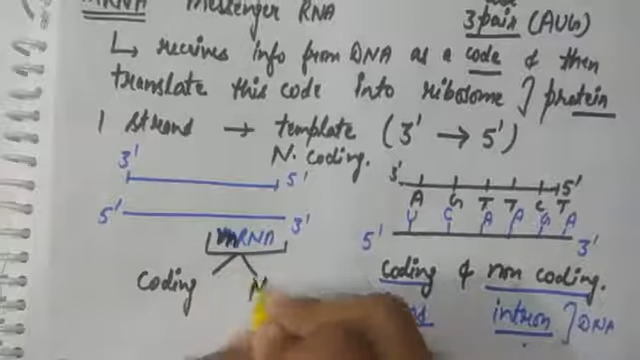 mRNA Messenger RNA
3 pair (AUG)
↳ receives info from DNA as a code & then
translate this code into ribosome } protein
1 strand → template (3' → 5')
N. coding.
3' 5'
5' 3'
mRNA
Coding N
3' 5'
A G T T C T
U C A A G A
5' 3'
coding & non coding.
intron } DNA